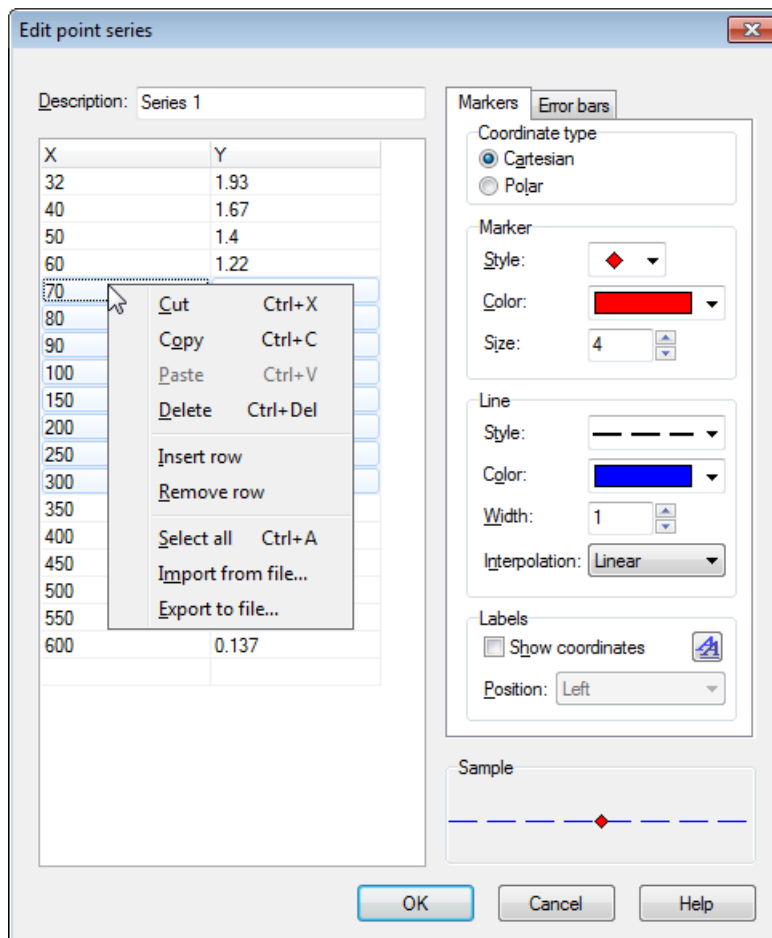 Edit point series
Description: Series 1
X Y
32 1.93
40 1.67
50 1.4
60 1.22
70
80
90
100
150
200
250
300
350
400
450
500
550
600 0.137
Cut Ctrl+X
Copy Ctrl+C
Paste Ctrl+V
Delete Ctrl+Del
Insert row
Remove row
Select all Ctrl+A
Import from file...
Export to file...
Markers Error bars
Coordinate type
Cartesian
Polar
Marker
Style:
Color:
Size: 4
Line
Style:
Color:
Width: 1
Interpolation: Linear
Labels
Show coordinates
Position: Left
Sample
OK Cancel Help